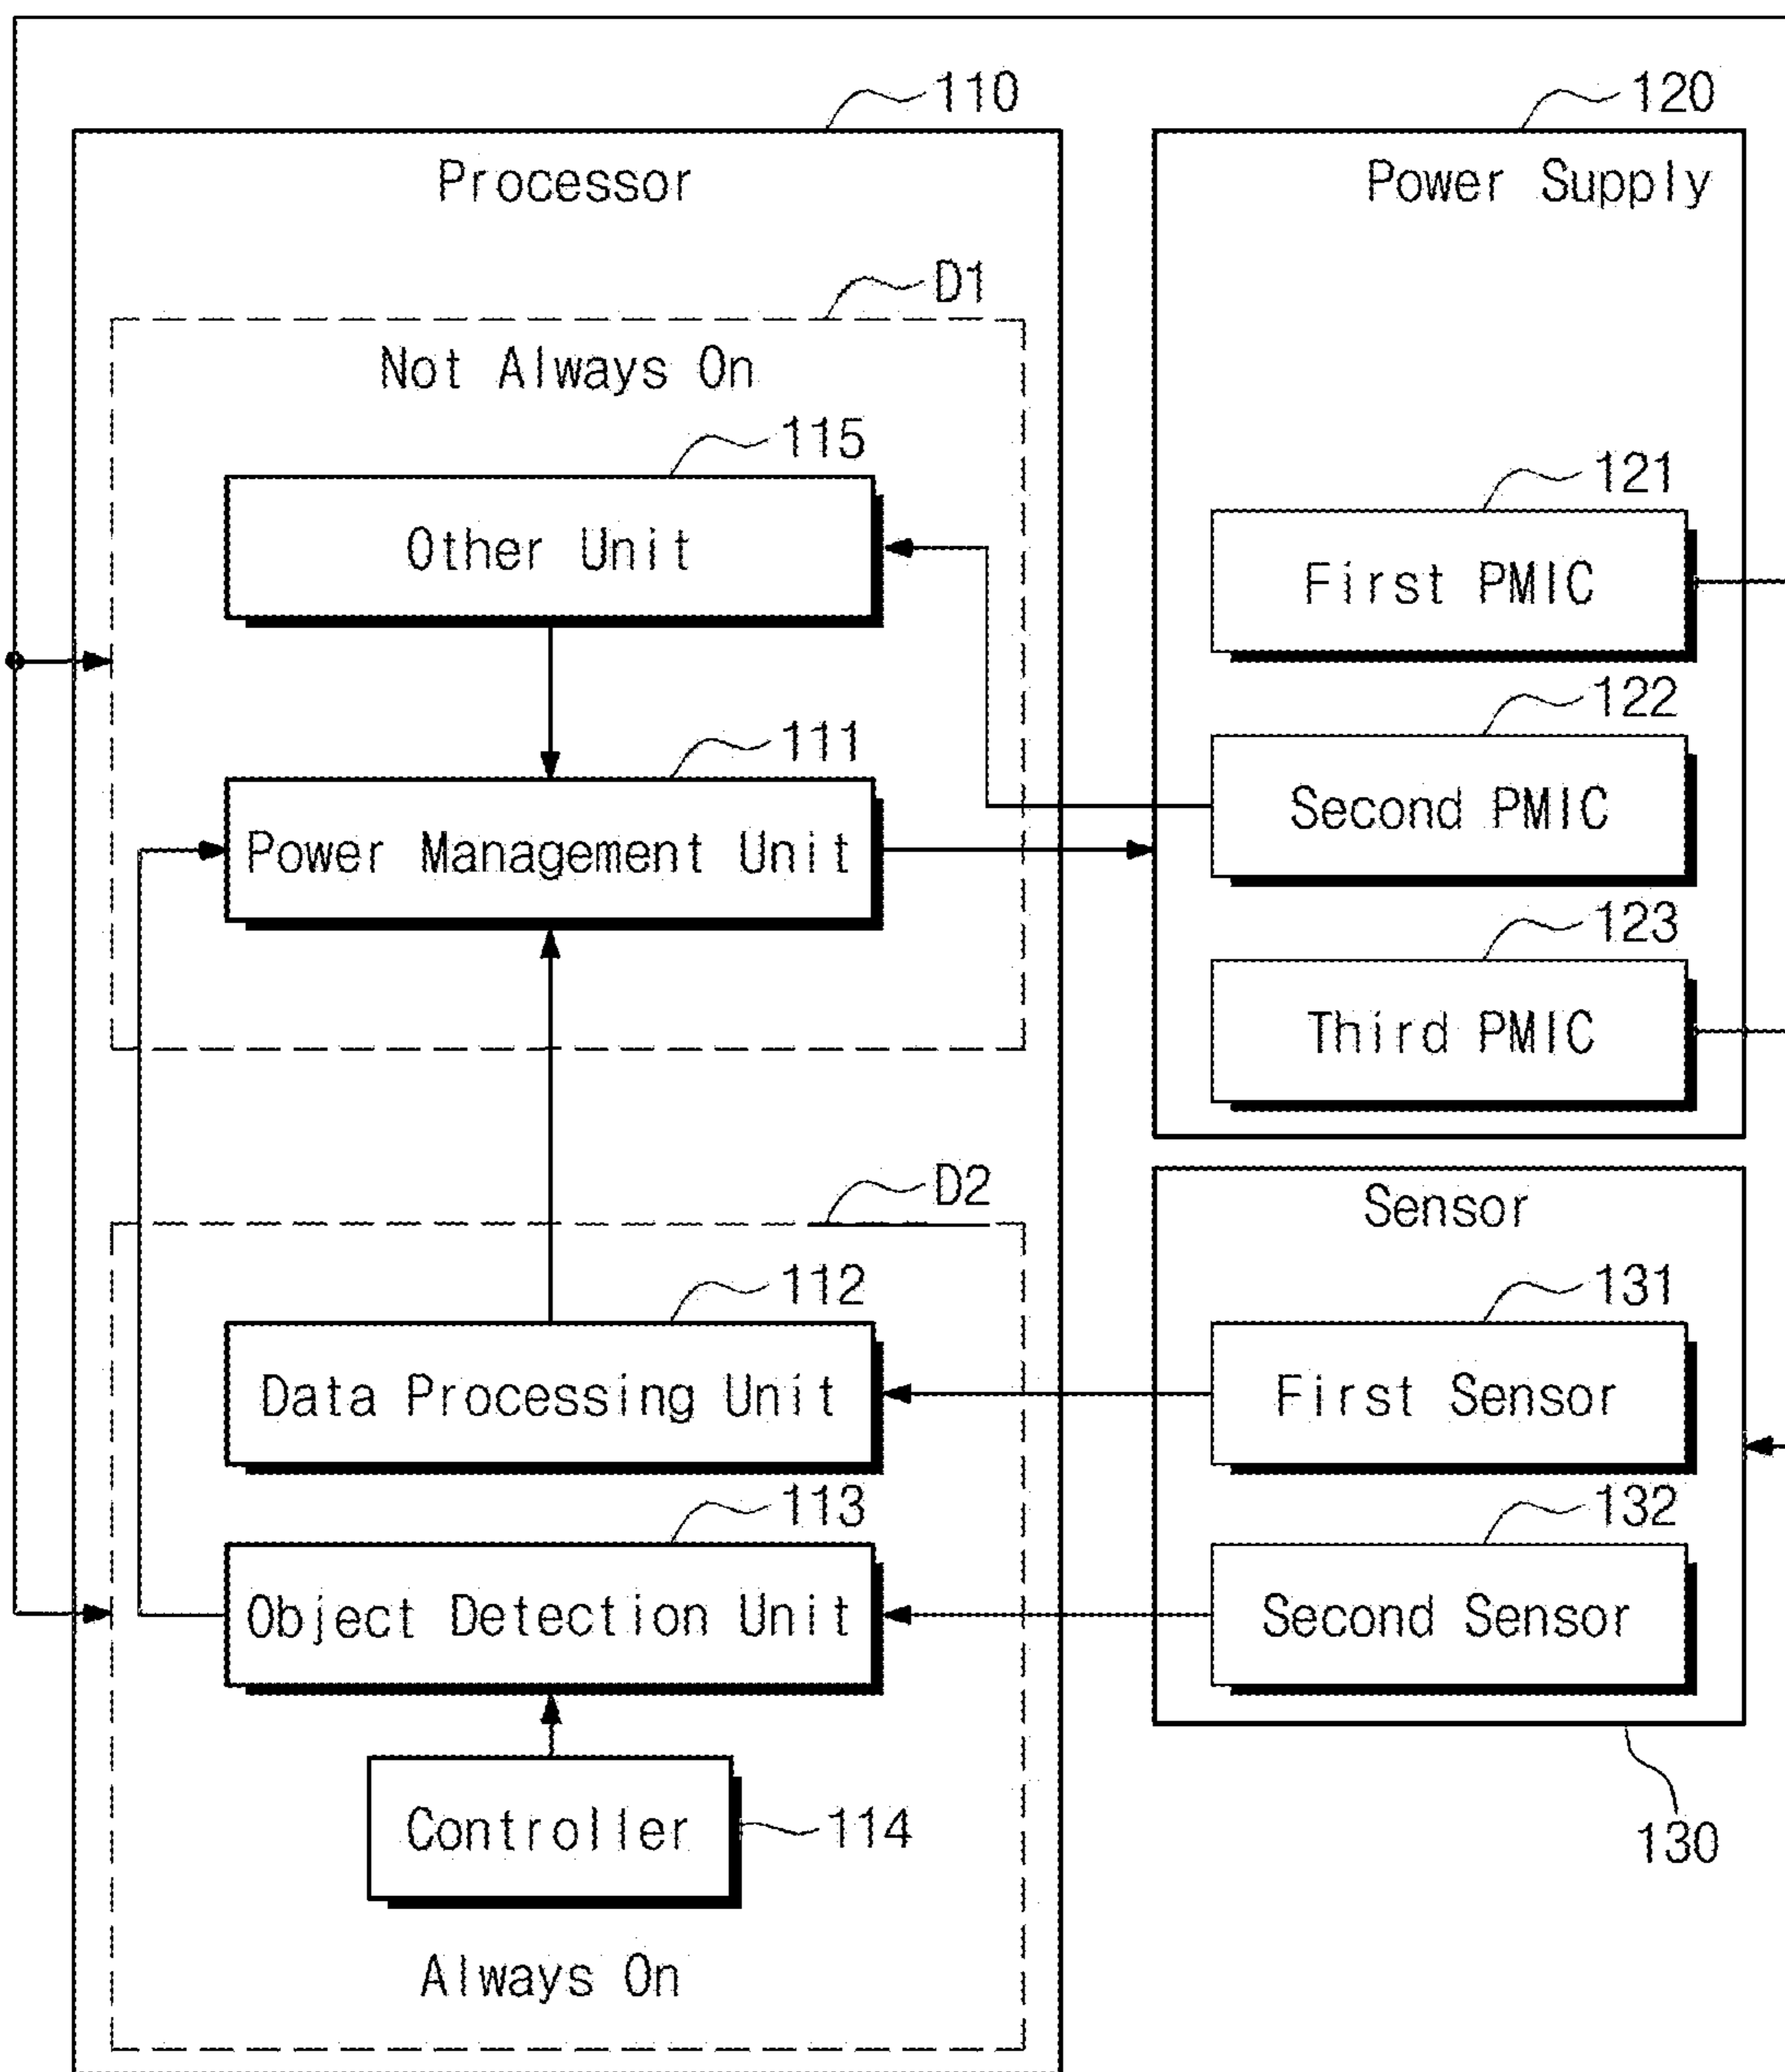 110
Processor
D1
Not Always On
115
Other Unit
111
Power Management Unit
D2
112
Data Processing Unit
113
Object Detection Unit
Controller
114
Always On
120
Power Supply
121
First PMIC
122
Second PMIC
123
Third PMIC
Sensor
131
First Sensor
132
Second Sensor
130